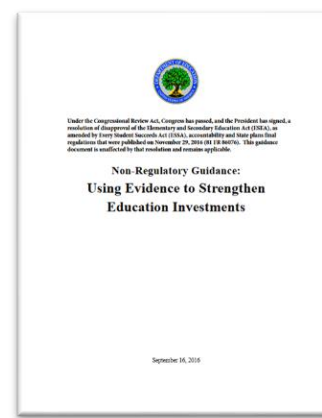 Under the Congressional Review Act, Congress has passed, and the President has signed, a
resolution of disapproval of the Elementary and Secondary Education Act (ESEA), as
amended by Every Student Succeeds Act (ESSA), accountability and State plans final
regulations that were published on November 29, 2016 (81 FR 86076). This guidance
document is unaffected by that resolution and remains applicable.
Non-Regulatory Guidance:
Using Evidence to Strengthen
Education Investments
September 16, 2016